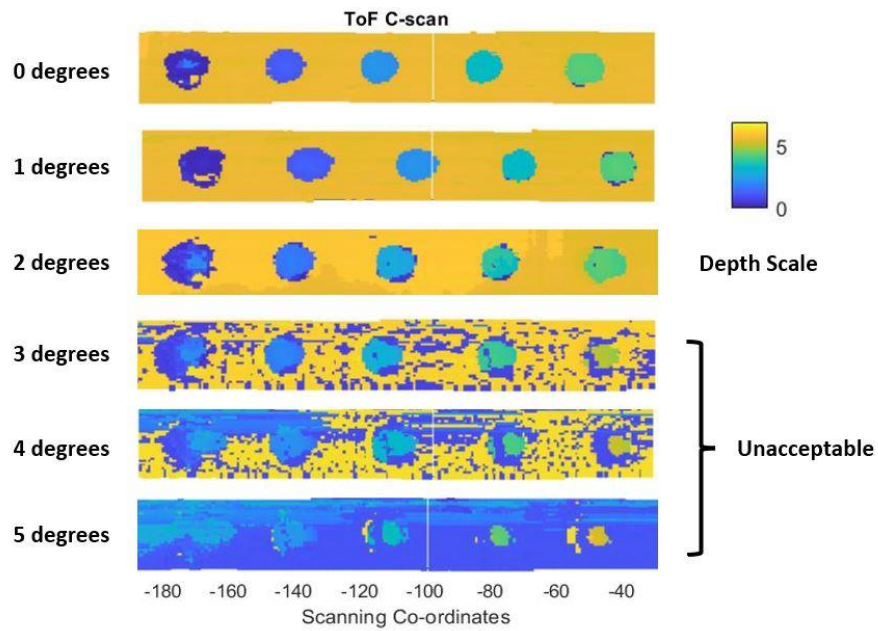 ToF C-scan
0 degrees
1 degrees
5
0
2 degrees
Depth Scale
3 degrees
4 degrees
Unacceptable
5 degrees
-180 -160 -140 -120 -100 -80 -60 -40
Scanning Co-ordinates